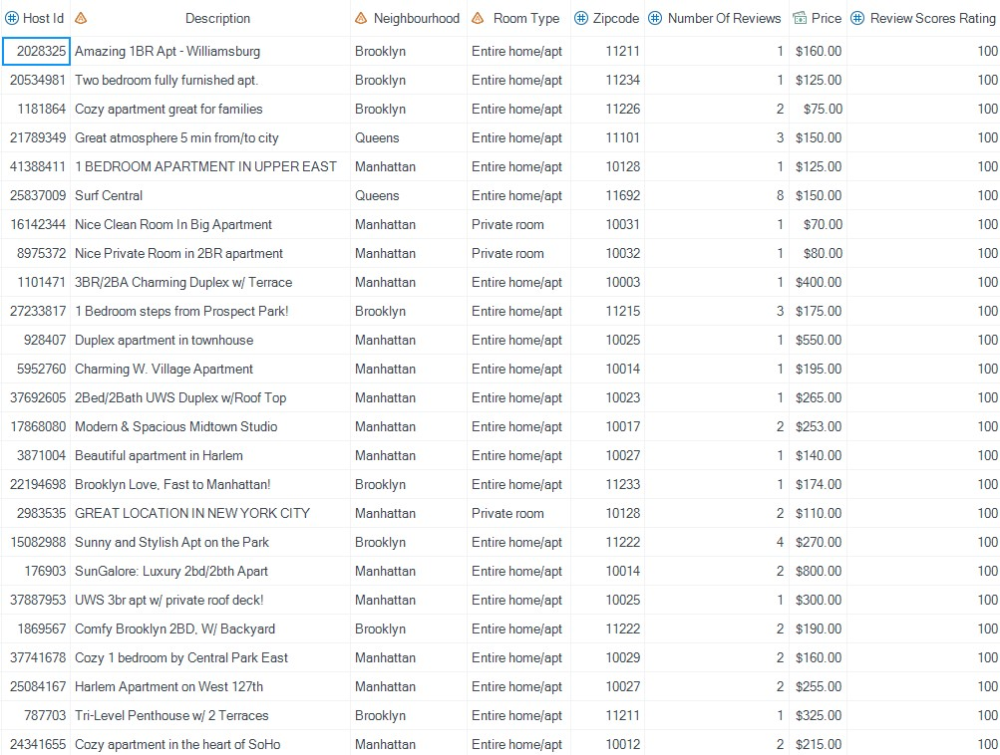 Host Id Description Neighbourhood Room Type Zipcode Number Of Reviews Price Review Scores Rating
2028325 Amazing 1BR Apt - Williamsburg Brooklyn Entire home/apt 11211 1 $160.00 100
20534981 Two bedroom fully furnished apt. Brooklyn Entire home/apt 11234 1 $125.00 100
1181864 Cozy apartment great for families Brooklyn Entire home/apt 11226 2 $75.00 100
21789349 Great atmosphere 5 min from/to city Queens Entire home/apt 11101 3 $150.00 100
41388411 1 BEDROOM APARTMENT IN UPPER EAST Manhattan Entire home/apt 10128 1 $125.00 100
25837009 Surf Central Queens Entire home/apt 11692 8 $150.00 100
16142344 Nice Clean Room In Big Apartment Manhattan Private room 10031 1 $70.00 100
8975372 Nice Private Room in 2BR apartment Manhattan Private room 10032 1 $80.00 100
1101471 3BR/2BA Charming Duplex w/ Terrace Manhattan Entire home/apt 10003 1 $400.00 100
27233817 1 Bedroom steps from Prospect Park! Brooklyn Entire home/apt 11215 3 $175.00 100
928407 Duplex apartment in townhouse Manhattan Entire home/apt 10025 1 $550.00 100
5952760 Charming W. Village Apartment Manhattan Entire home/apt 10014 1 $195.00 100
37692605 2Bed/2Bath UWS Duplex w/Roof Top Manhattan Entire home/apt 10023 1 $265.00 100
17868080 Modern & Spacious Midtown Studio Manhattan Entire home/apt 10017 2 $253.00 100
3871004 Beautiful apartment in Harlem Manhattan Entire home/apt 10027 1 $140.00 100
22194698 Brooklyn Love, Fast to Manhattan! Brooklyn Entire home/apt 11233 1 $174.00 100
2983535 GREAT LOCATION IN NEW YORK CITY Manhattan Private room 10128 2 $110.00 100
15082988 Sunny and Stylish Apt on the Park Brooklyn Entire home/apt 11222 4 $270.00 100
176903 SunGalore: Luxury 2bd/2bth Apart Manhattan Entire home/apt 10014 2 $800.00 100
37887953 UWS 3br apt w/ private roof deck! Manhattan Entire home/apt 10025 1 $300.00 100
1869567 Comfy Brooklyn 2BD, W/ Backyard Brooklyn Entire home/apt 11222 2 $190.00 100
37741678 Cozy 1 bedroom by Central Park East Manhattan Entire home/apt 10029 2 $160.00 100
25084167 Harlem Apartment on West 127th Manhattan Entire home/apt 10027 2 $255.00 100
787703 Tri-Level Penthouse w/ 2 Terraces Brooklyn Entire home/apt 11211 1 $325.00 100
24341655 Cozy apartment in the heart of SoHo Manhattan Entire home/apt 10012 2 $215.00 100